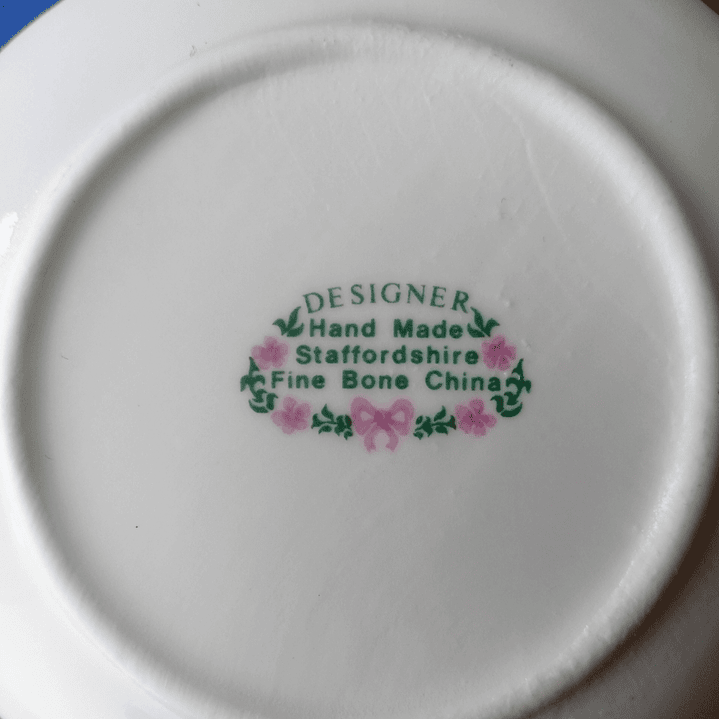 DESIGNER
Hand Made
Staffordshire
Fine Bone China